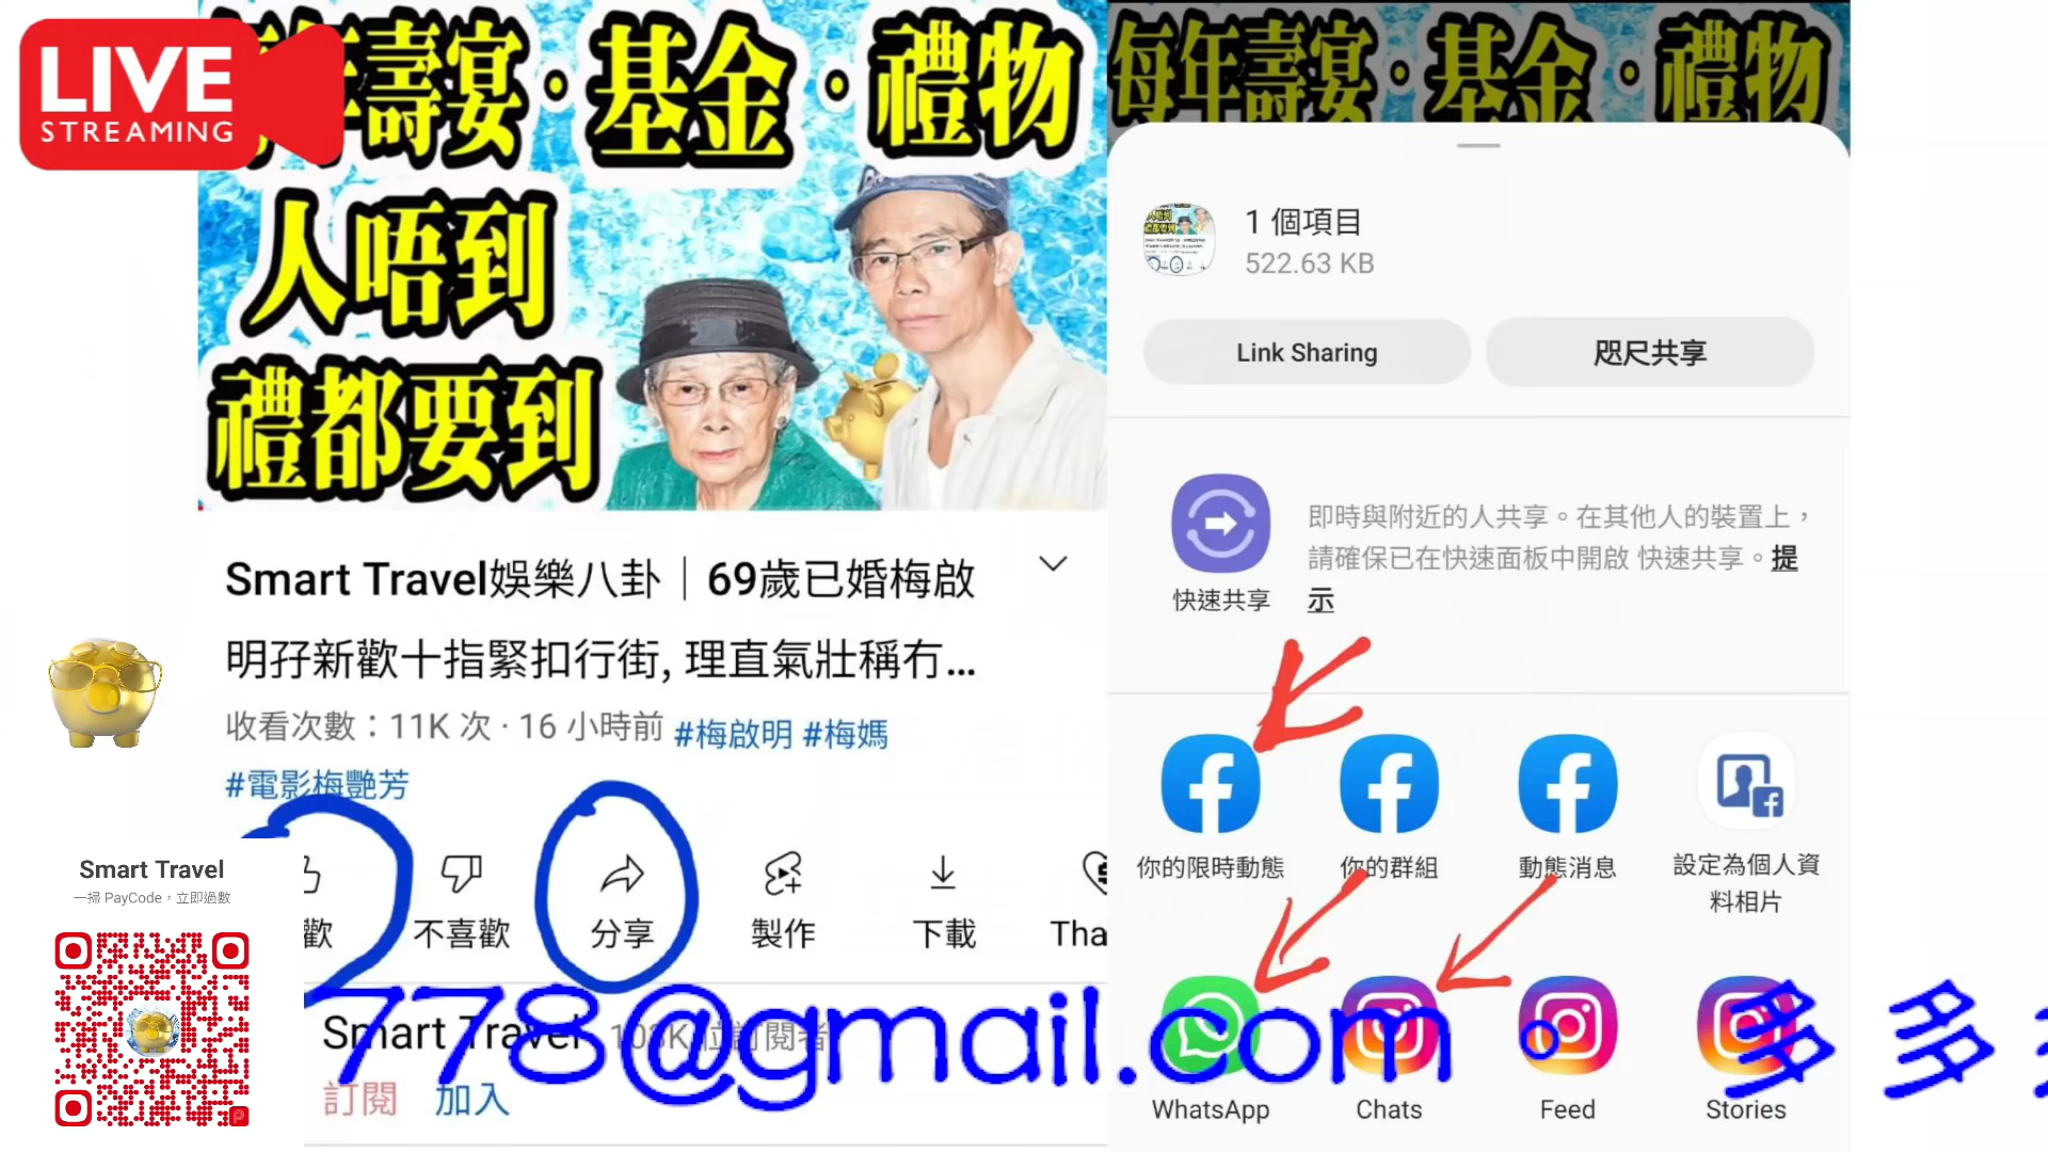 LIVE
STREAMING
年壽宴·基金·禮物
人唔到
禮都要到
Smart Travel娛樂八卦｜69歲已婚梅啟
明孖新歡十指緊扣行街, 理直氣壯稱冇...
收看次數：11K 次 · 16 小時前 #梅啟明 #梅媽
#電影梅艷芳
歡
不喜歡
分享
製作
下載
Tha
Smart Travel 103K 位訂閱者
訂閱 加入
Smart Travel
一掃 PayCode，立即過數
每年壽宴·基金·禮物
1 個項目
522.63 KB
Link Sharing
咫尺共享
快速共享
即時與附近的人共享。在其他人的裝置上，
請確保已在快速面板中開啟 快速共享。提
示
你的限時動態
你的群組
動態消息
設定為個人資
料相片
WhatsApp
Chats
Feed
Stories
778@gmail.com。 多多